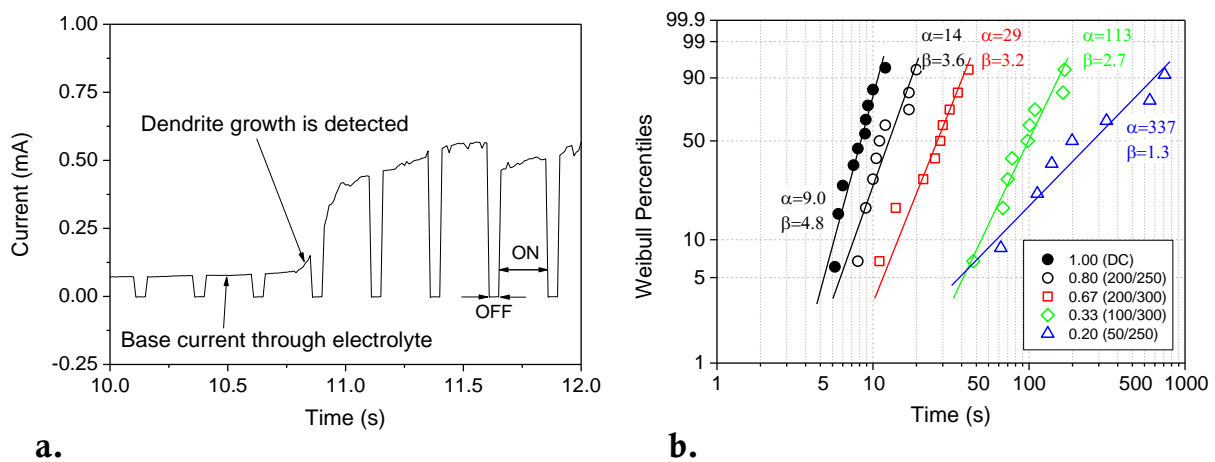 1.00
0.75
0.50
0.25
0.00
-0.25
Current (mA)
Dendrite growth is detected
ON
OFF
Base current through electrolyte
10.0 10.5 11.0 11.5 12.0
Time (s)
a.
99.9
99
90
50
10
5
1
Weibull Percentiles
α=14
β=3.6
α=29
β=3.2
α=113
β=2.7
α=337
β=1.3
α=9.0
β=4.8
1.00 (DC)
0.80 (200/250)
0.67 (200/300)
0.33 (100/300)
0.20 (50/250)
1 5 10 50 100 500 1000
Time (s)
b.